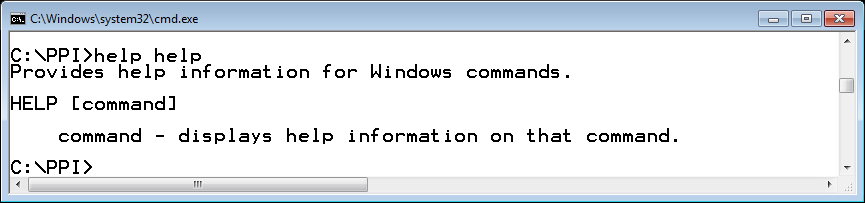 C:\Windows\system32\cmd.exe
C:\PPI>help help
Provides help information for Windows commands.
HELP [command]
    command - displays help information on that command.
C:\PPI>